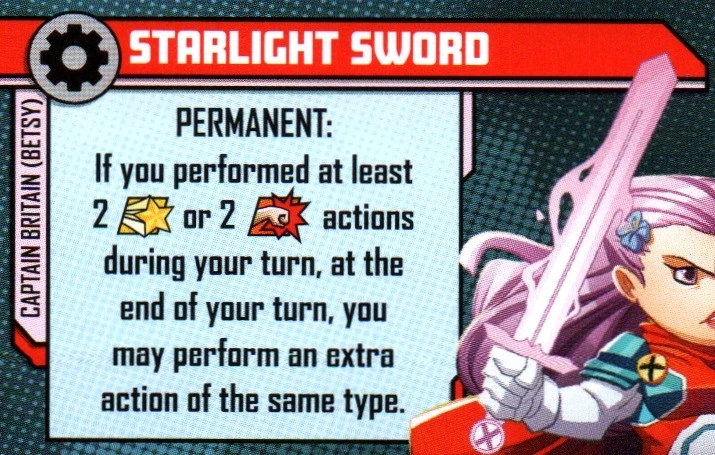 STARLIGHT SWORD
CAPTAIN BRITAIN (BETSY)
PERMANENT:
If you performed at least
2 or 2 actions
during your turn, at the
end of your turn, you
may perform an extra
action of the same type.